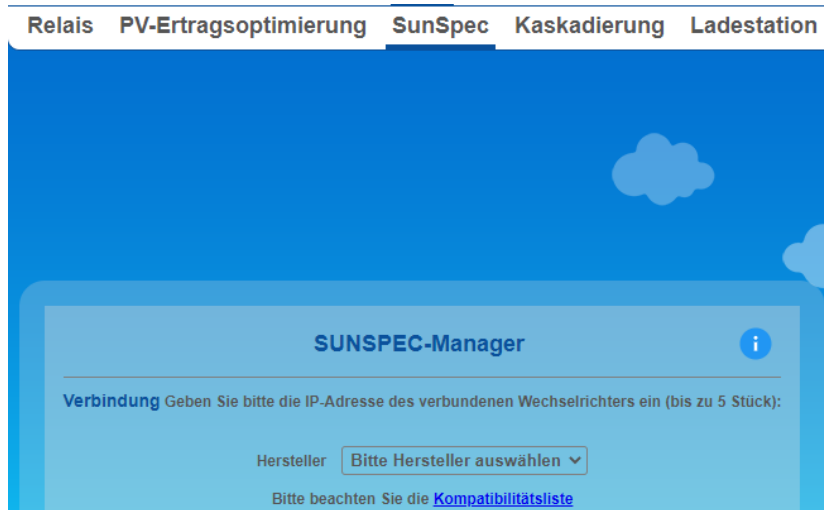 Relais PV-Ertragsoptimierung SunSpec Kaskadierung Ladestation
SUNSPEC-Manager
i
Verbindung Geben Sie bitte die IP-Adresse des verbundenen Wechselrichters ein (bis zu 5 Stück):
Hersteller Bitte Hersteller auswählen
Bitte beachten Sie die Kompatibilitätsliste